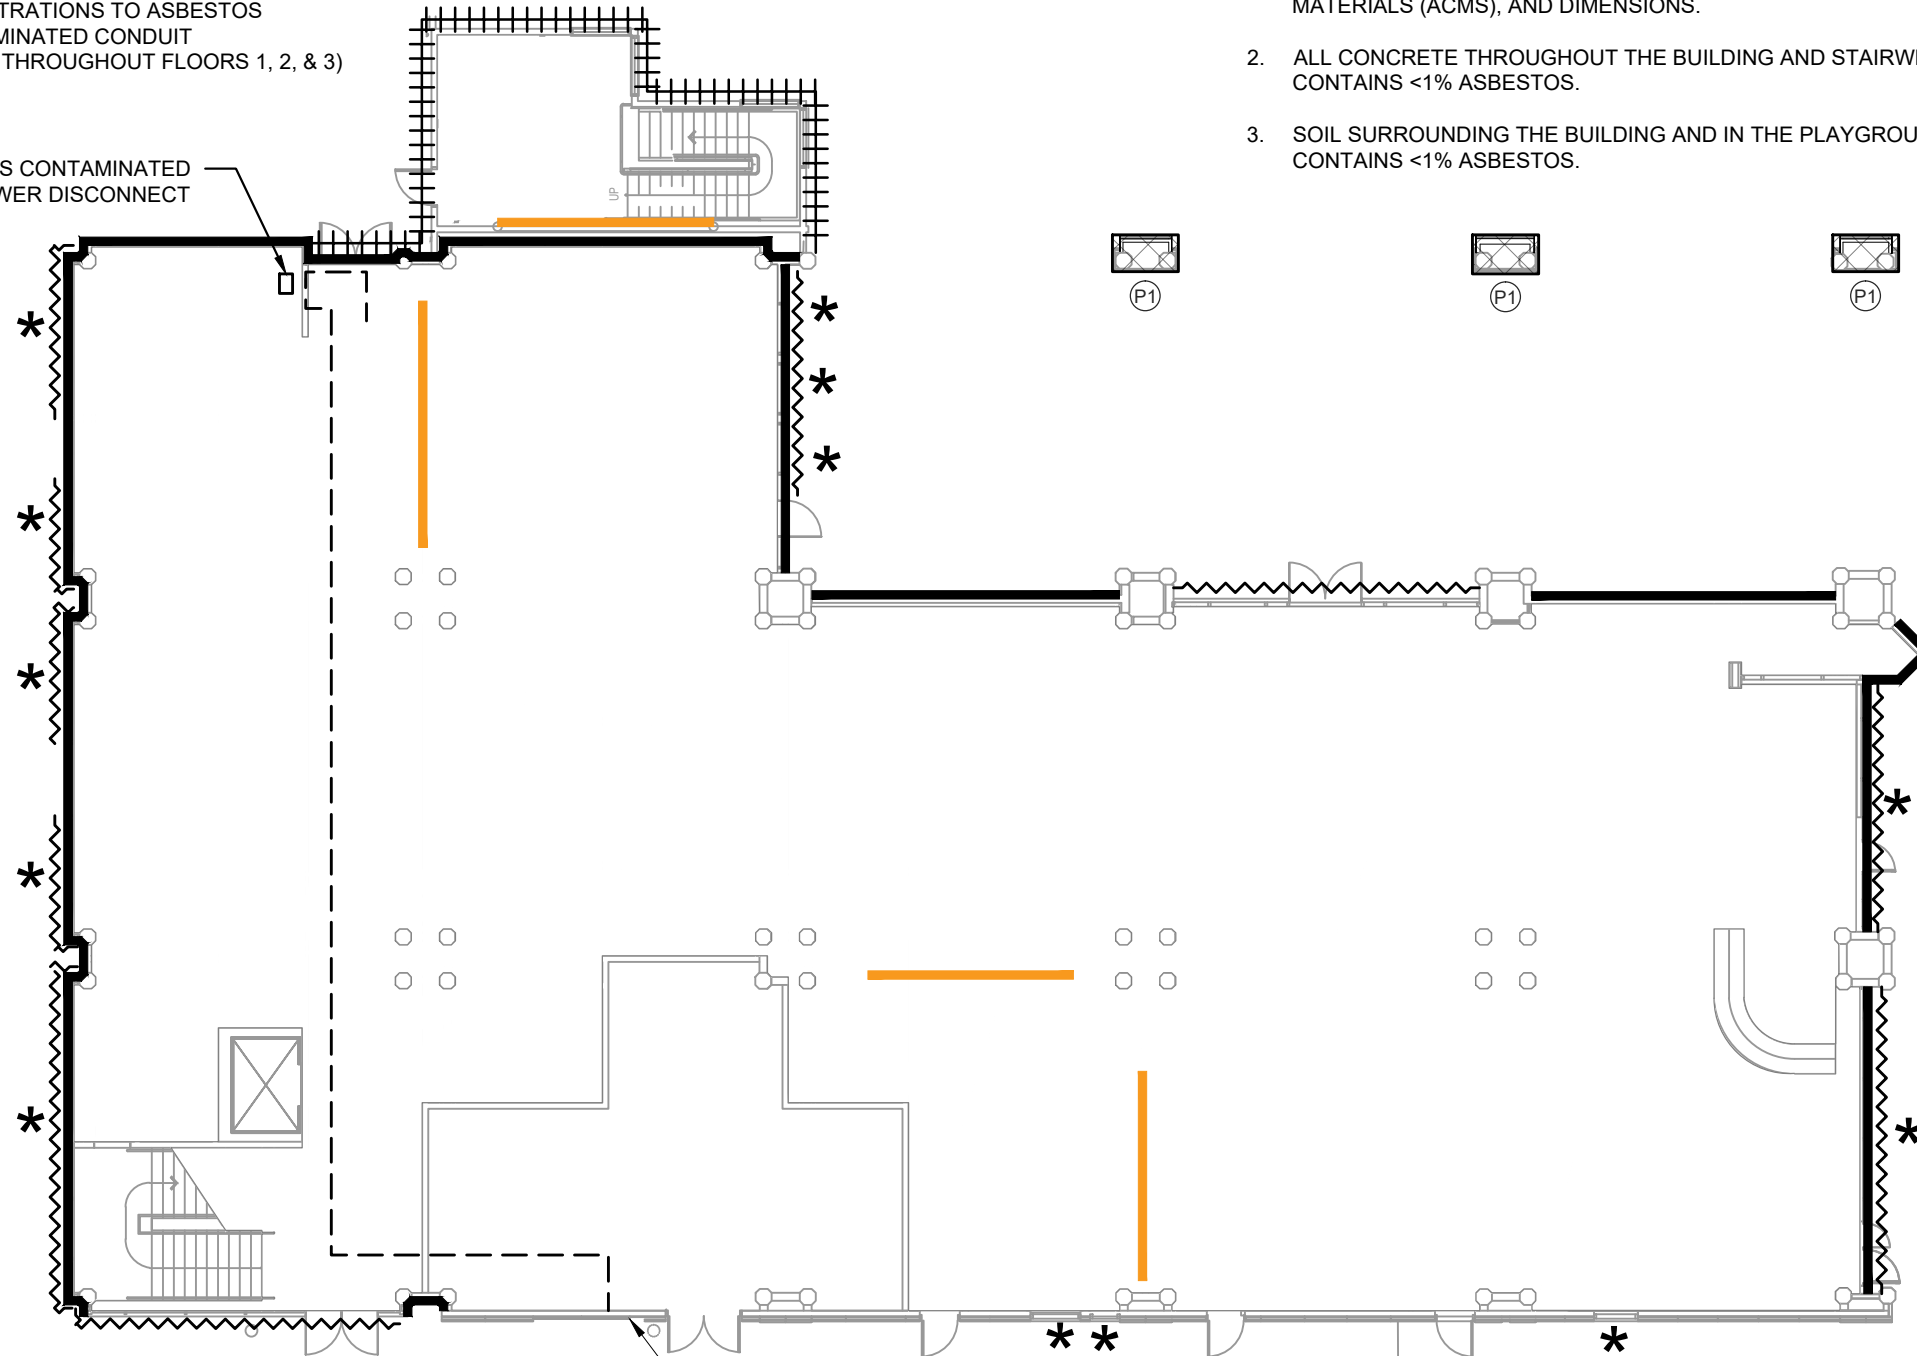 TRATIONS TO ASBESTOS
MINATED CONDUIT
THROUGHOUT FLOORS 1, 2, & 3)
S CONTAMINATED
WER DISCONNECT
MATERIALS (ACMS), AND DIMENSIONS.
2. ALL CONCRETE THROUGHOUT THE BUILDING AND STAIRWE
CONTAINS <1% ASBESTOS.
3. SOIL SURROUNDING THE BUILDING AND IN THE PLAYGROU
CONTAINS <1% ASBESTOS.
UP
P1
P1
P1